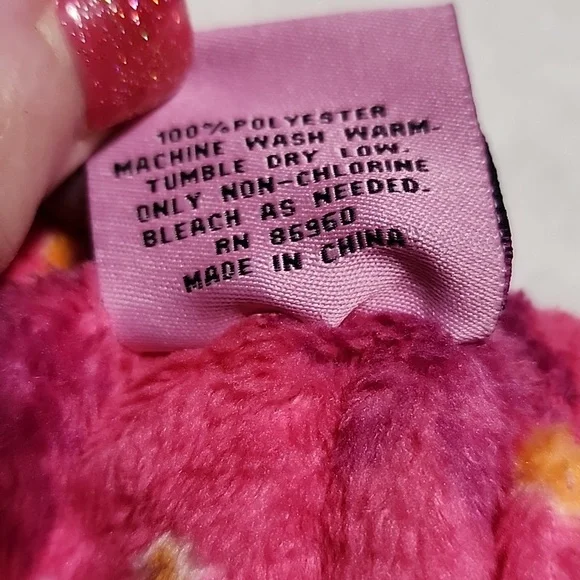 100%POLYESTER
MACHINE WASH WARM-
TUMBLE DRY LOW.
ONLY NON-CHLORINE
BLEACH AS NEEDED.
RN 86960
MADE IN CHINA